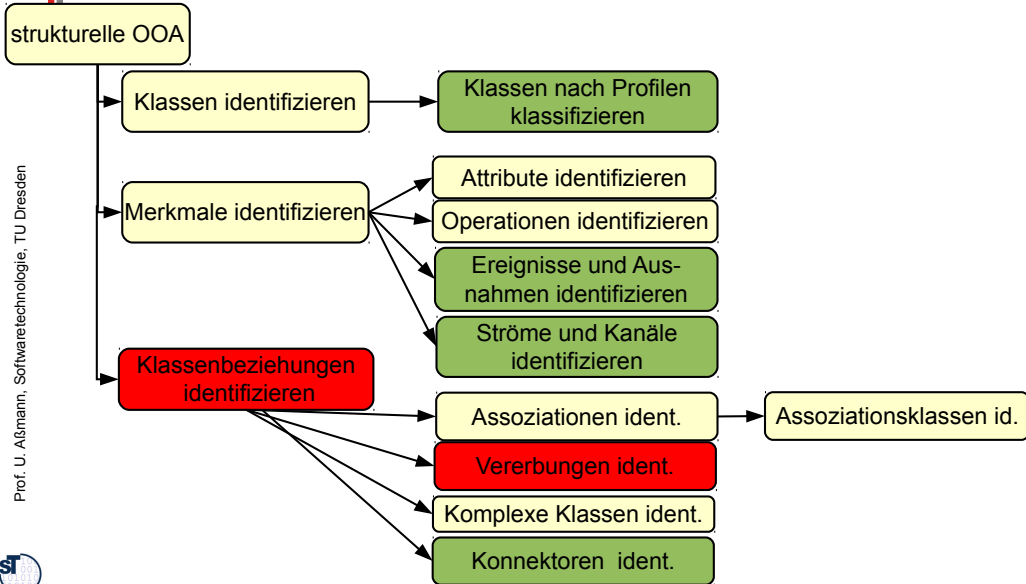 strukturelle OOA
Klassen identifizieren
Klassen nach Profilen
klassifizieren
Merkmale identifizieren
Attribute identifizieren
Operationen identifizieren
Ereignisse und Aus-
nahmen identifizieren
Ströme und Kanäle
identifizieren
Klassenbeziehungen
identifizieren
Assoziationen ident.
Assoziationsklassen id.
Vererbungen ident.
Komplexe Klassen ident.
Konnektoren ident.
Prof. U. Aßmann, Softwaretechnologie, TU Dresden
ST